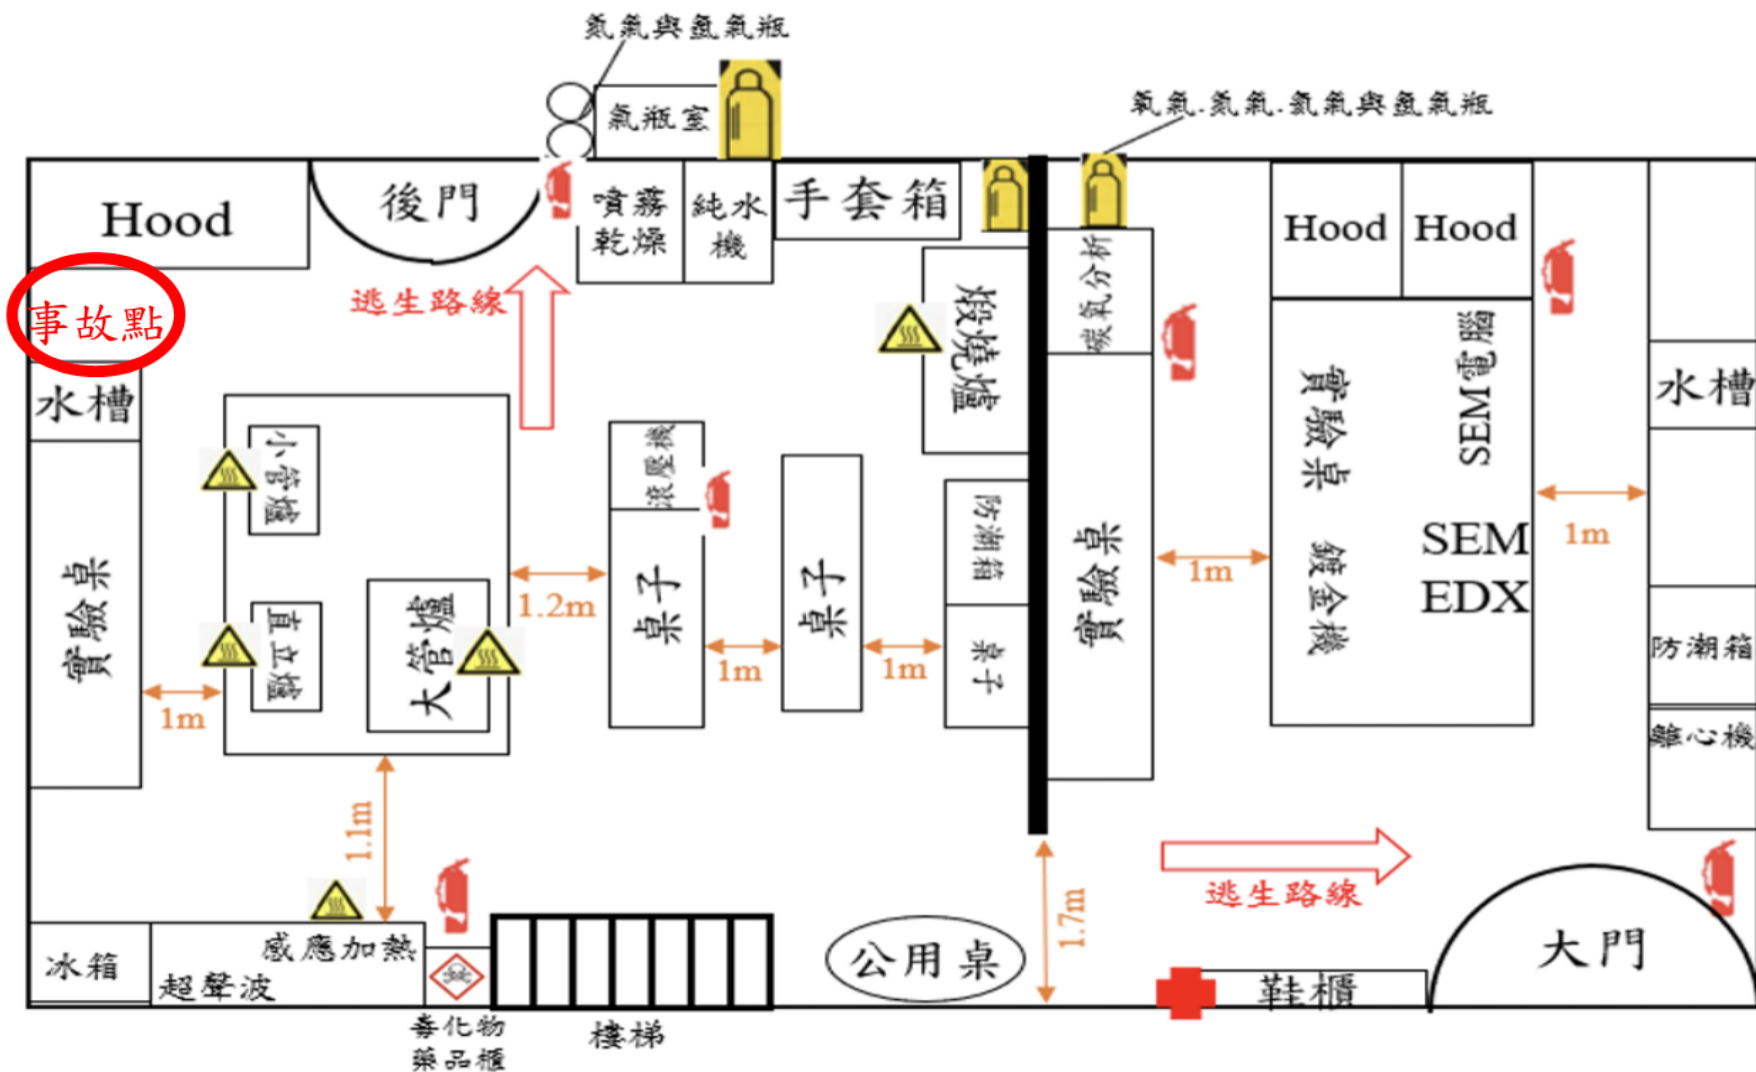 氮氣與氬氣瓶
氣瓶室
氧氣.氮氣.氦氣與氬氣瓶
Hood
後門
噴霧
乾燥
純水
機
手套箱
碳氧分析
Hood
Hood
事故點
逃生路線
煅燒爐
SEM電腦
水槽
小管爐
滾壓機
實驗桌
水槽
防潮箱
1m
實驗桌
直立爐
大管爐
1.2m
桌子
桌子
實驗桌
1m
鍍金機
SEM
EDX
1m
1m
1m
桌子
防潮箱
1m
離心機
1.1m
1.7m
逃生路線
冰箱
感應加熱
超聲波
公用桌
鞋櫃
大門
毒化物
藥品櫃
樓梯